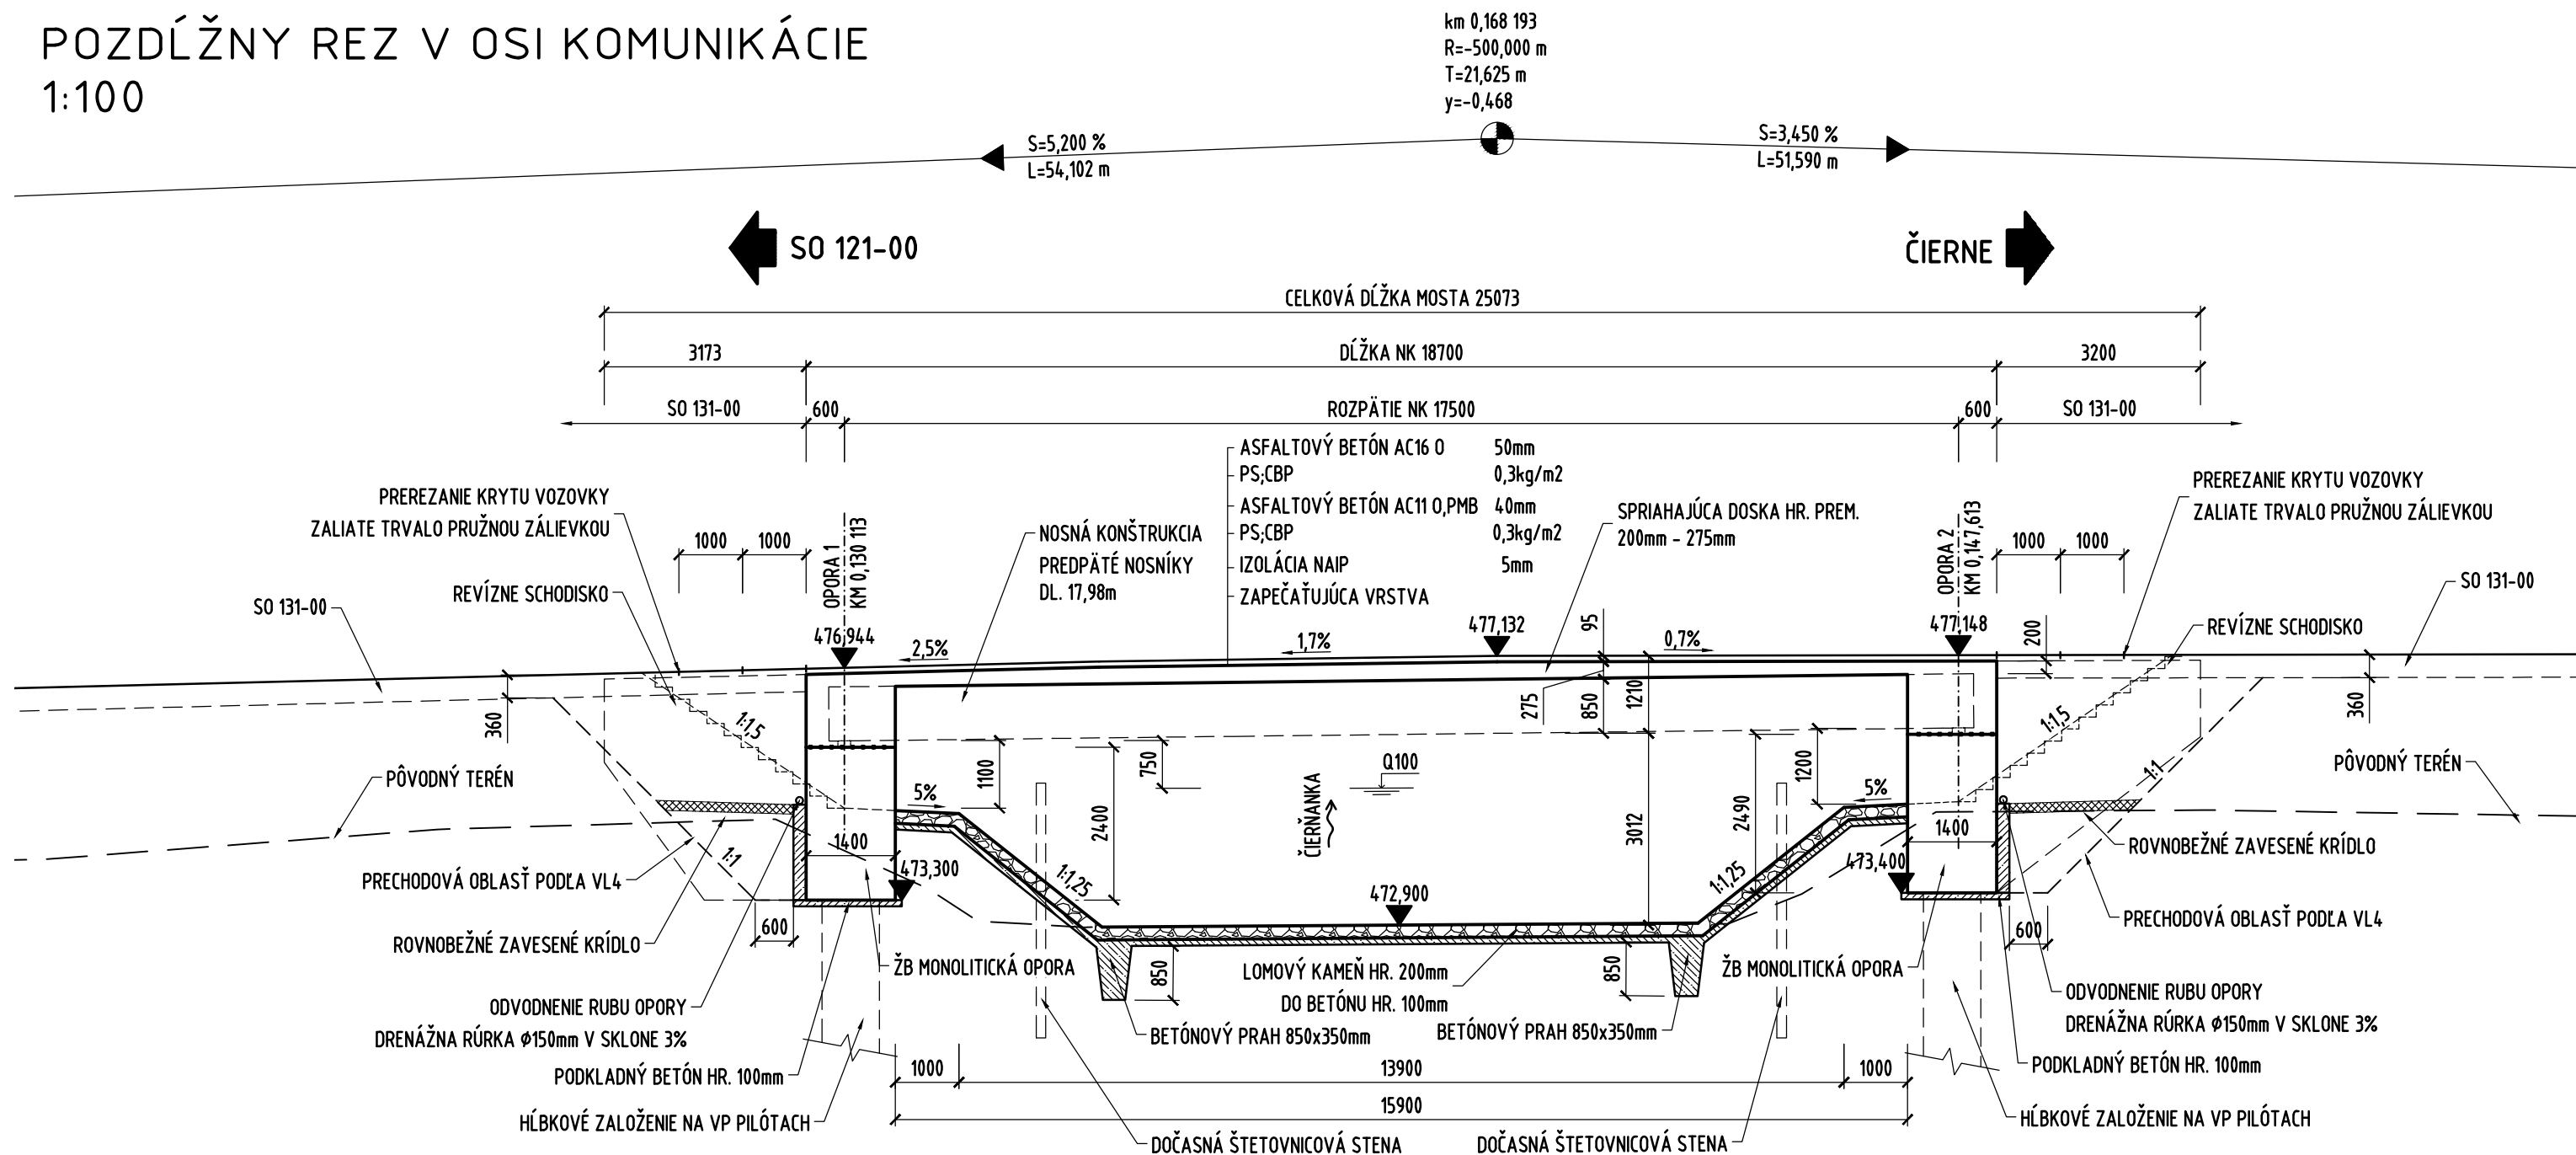 POZDĹŽNY REZ V OSI KOMUNIKÁCIE
1:100
km 0,168 193
R=-500,000 m
T=21,625 m
y=-0,468
S=5,200 %
L=54,102 m
S=3,450 %
L=51,590 m
SO 121-00
ČIERNE
CELKOVÁ DĹŽKA MOSTA 25073
3173
DĹŽKA NK 18700
3200
SO 131-00
600
ROZPÄTIE NK 17500
600
SO 131-00
ASFALTOVÝ BETÓN AC16 O 50mm
PS;CBP 0,3kg/m2
ASFALTOVÝ BETÓN AC11 O,PMB 40mm
PS;CBP 0,3kg/m2
IZOLÁCIA NAIP 5mm
ZAPEČAŤUJÚCA VRSTVA
PREREZANIE KRYTU VOZOVKY
ZALIATE TRVALO PRUŽNOU ZÁLIEVKOU
1000
1000
OPORA 1
KM 0,130 113
NOSNÁ KONŠTRUKCIA
PREDPÄTÉ NOSNÍKY
DL. 17,98m
SPRIAHAJÚCA DOSKA HR. PREM.
200mm - 275mm
OPORA 2
KM 0,147,613
1000
1000
PREREZANIE KRYTU VOZOVKY
ZALIATE TRVALO PRUŽNOU ZÁLIEVKOU
SO 131-00
REVÍZNE SCHODISKO
SO 131-00
REVÍZNE SCHODISKO
476,944
2,5%
1,7%
477,132
95
0,7%
477,148
200
360
275
850
1210
360
1:1,5
1:1,5
1100
2400
750
Q100
ČIERŇANKA
3012
2490
1200
5%
5%
1:1
PÔVODNÝ TERÉN
PÔVODNÝ TERÉN
1400
1400
473,300
473,400
1:1
1:1,25
1:1,25
472,900
PRECHODOVÁ OBLASŤ PODĽA VL4
ROVNOBEŽNÉ ZAVESENÉ KRÍDLO
ROVNOBEŽNÉ ZAVESENÉ KRÍDLO
PRECHODOVÁ OBLASŤ PODĽA VL4
600
600
ŽB MONOLITICKÁ OPORA
850
LOMOVÝ KAMEŇ HR. 200mm
DO BETÓNU HR. 100mm
850
ŽB MONOLITICKÁ OPORA
ODVODNENIE RUBU OPORY
DRENÁŽNA RÚRKA Ø150mm V SKLONE 3%
ODVODNENIE RUBU OPORY
DRENÁŽNA RÚRKA Ø150mm V SKLONE 3%
BETÓNOVÝ PRAH 850x350mm
BETÓNOVÝ PRAH 850x350mm
PODKLADNÝ BETÓN HR. 100mm
PODKLADNÝ BETÓN HR. 100mm
1000
13900
1000
15900
HĹBKOVÉ ZALOŽENIE NA VP PILÓTACH
HĹBKOVÉ ZALOŽENIE NA VP PILÓTACH
DOČASNÁ ŠTETOVNICOVÁ STENA
DOČASNÁ ŠTETOVNICOVÁ STENA